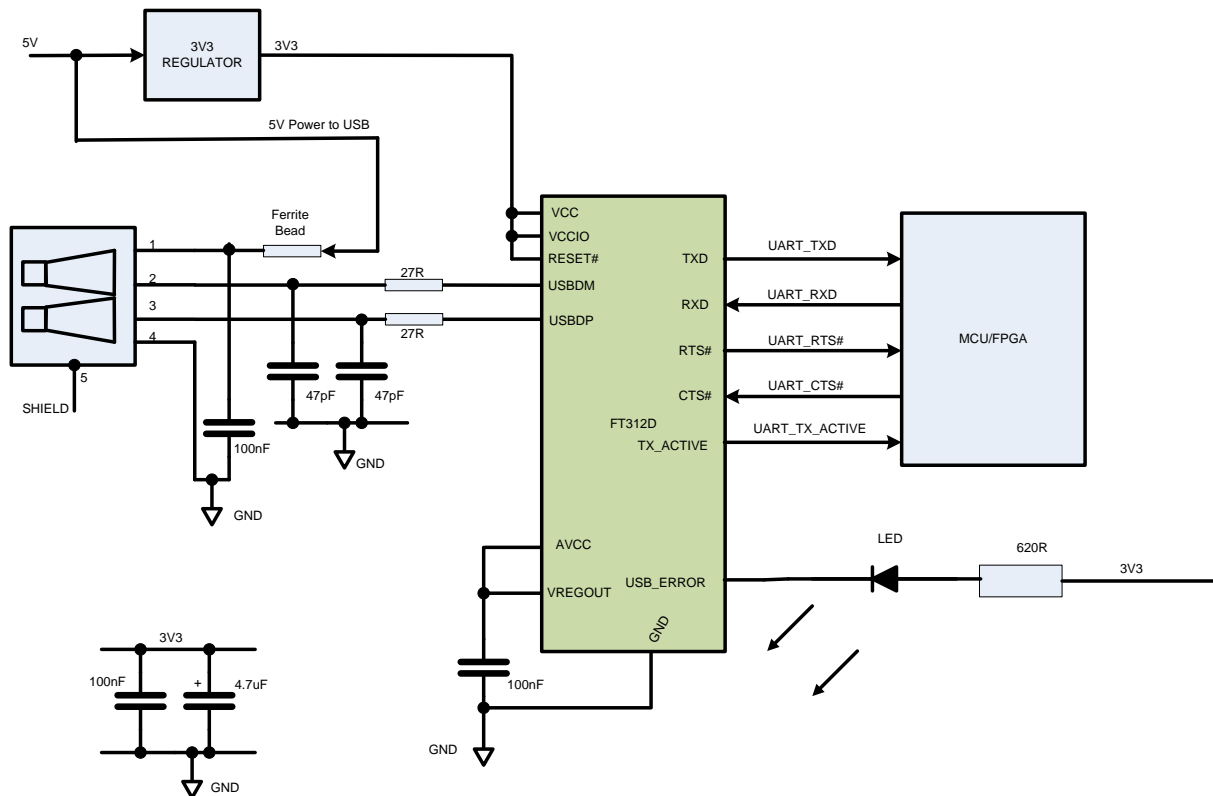 5V
3V3
REGULATOR
3V3
5V Power to USB
Ferrite
Bead
1
2
3
4
5
SHIELD
27R
27R
47pF
47pF
100nF
GND
GND
VCC
VCCIO
RESET#
USBDM
USBDP
TXD
RXD
RTS#
CTS#
FT312D
TX_ACTIVE
AVCC
VREGOUT
USB_ERROR
GND
UART_TXD
UART_RXD
UART_RTS#
UART_CTS#
UART_TX_ACTIVE
MCU/FPGA
LED
620R
3V3
100nF
GND
3V3
100nF
+
4.7uF
GND